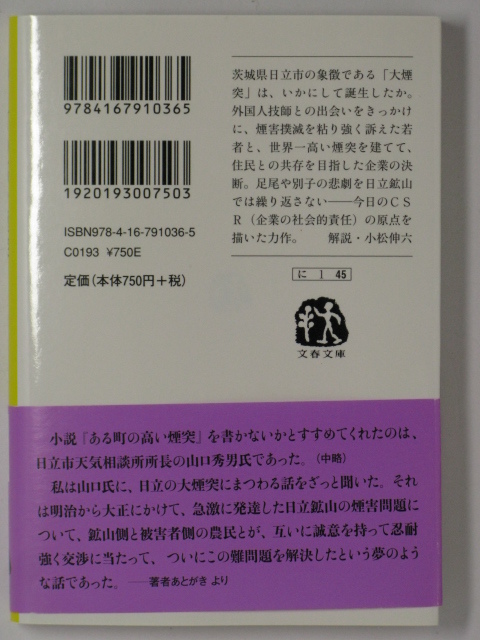 9784167910365
1920193007503
ISBN978-4-16-791036-5
C0193 ¥750E
定価(本体750円+税)
茨城県日立市の象徴である「大煙
突」は、いかにして誕生したか。
外国人技師との出会いをきっかけ
に、煙害撲滅を粘り強く訴えた若
者と、世界一高い煙突を建てて、
住民との共存を目指した企業の決
断。足尾や別子の悲劇を日立鉱山
では繰り返さない――今日のCS
R(企業の社会的責任)の原点を
描いた力作。 解説・小松伸六
に 1 45
文春文庫
小説『ある町の高い煙突』を書かないかとすすめてくれたのは、
日立市天気相談所所長の山口秀男氏であった。(中略)
私は山口氏に、日立の大煙突にまつわる話をざっと聞いた。それ
は明治から大正にかけて、急激に発達した日立鉱山の煙害問題
について、鉱山側と被害者側の農民とが、互いに誠意を持って忍耐
強く交渉に当たって、ついにこの難問題を解決したという夢のよう
な話であった。――著者あとがき より